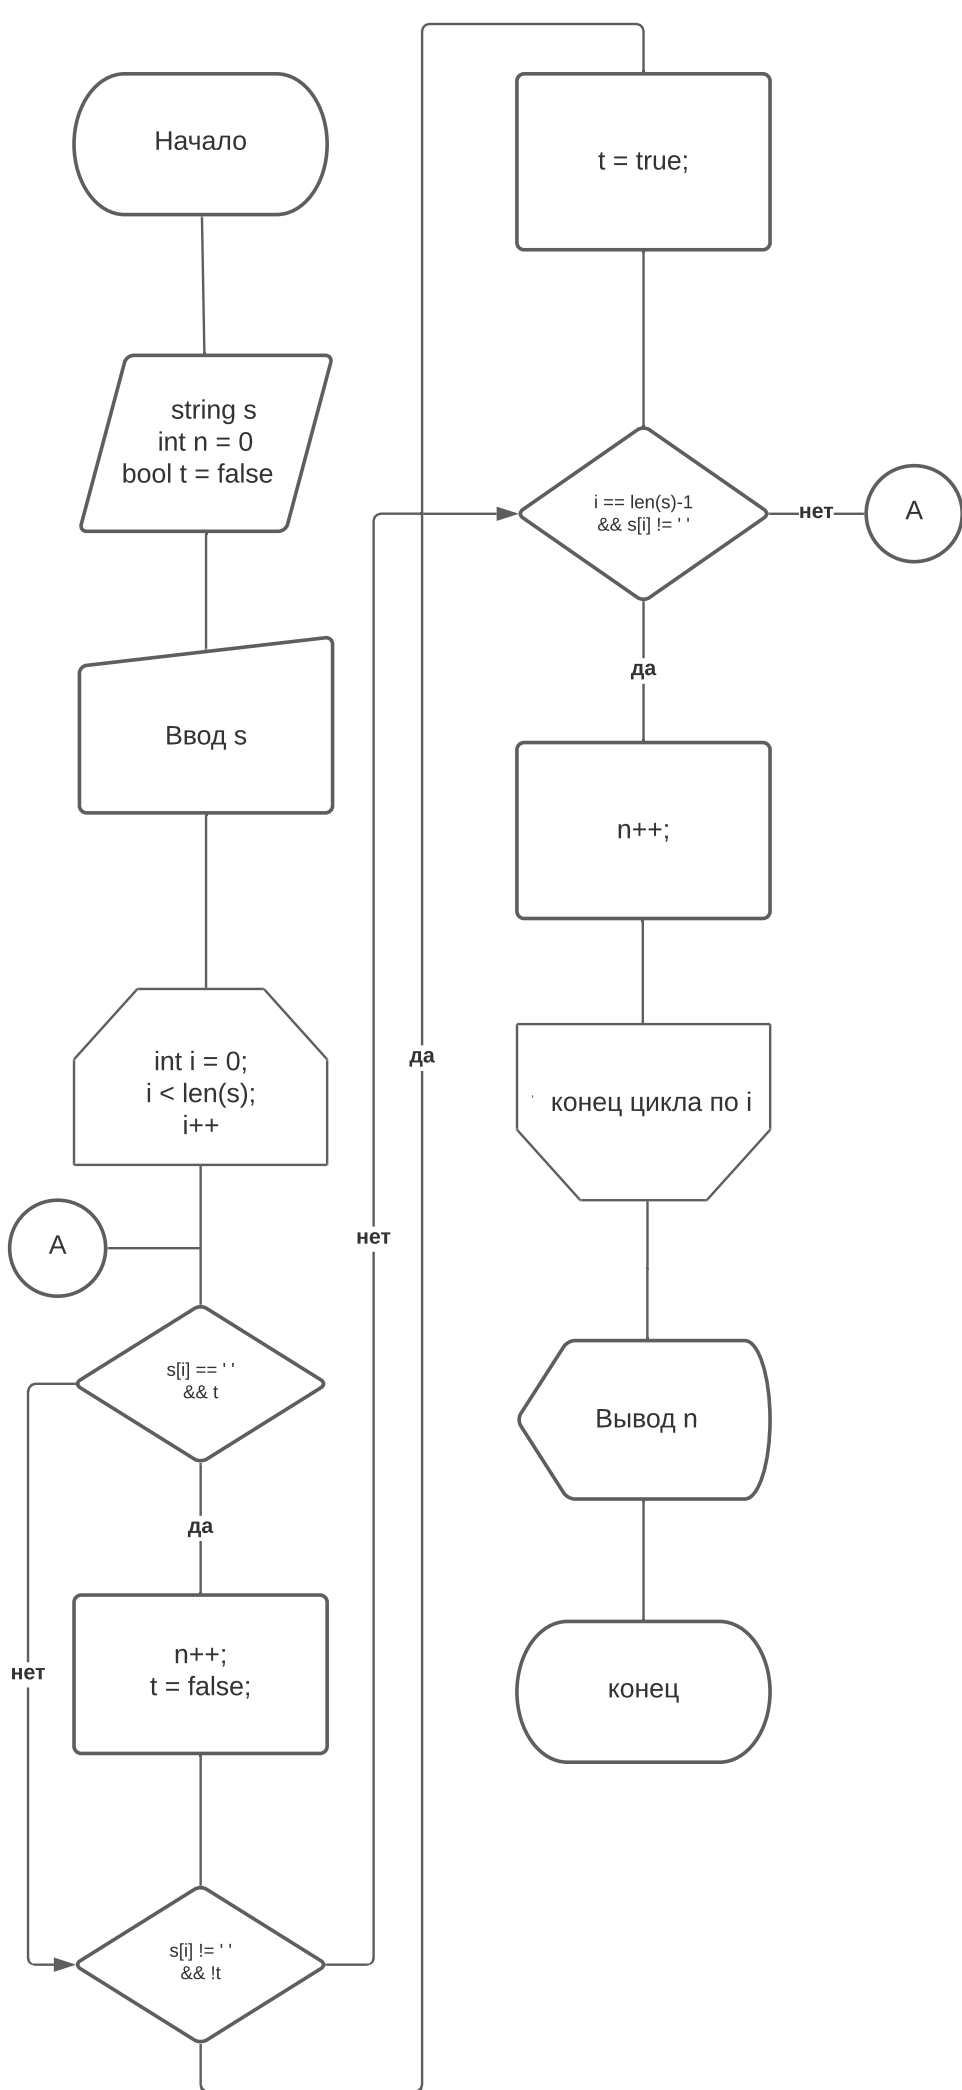 Начало
string s
int n = 0
bool t = false
Ввод s
int i = 0;
i < len(s);
i++
A
s[i] == ' '
&& t
да
нет
n++;
t = false;
s[i] != ' '
&& !t
нет
да
t = true;
i == len(s)-1
&& s[i] != ' '
нет
A
да
n++;
' конец цикла по i
Вывод n
конец